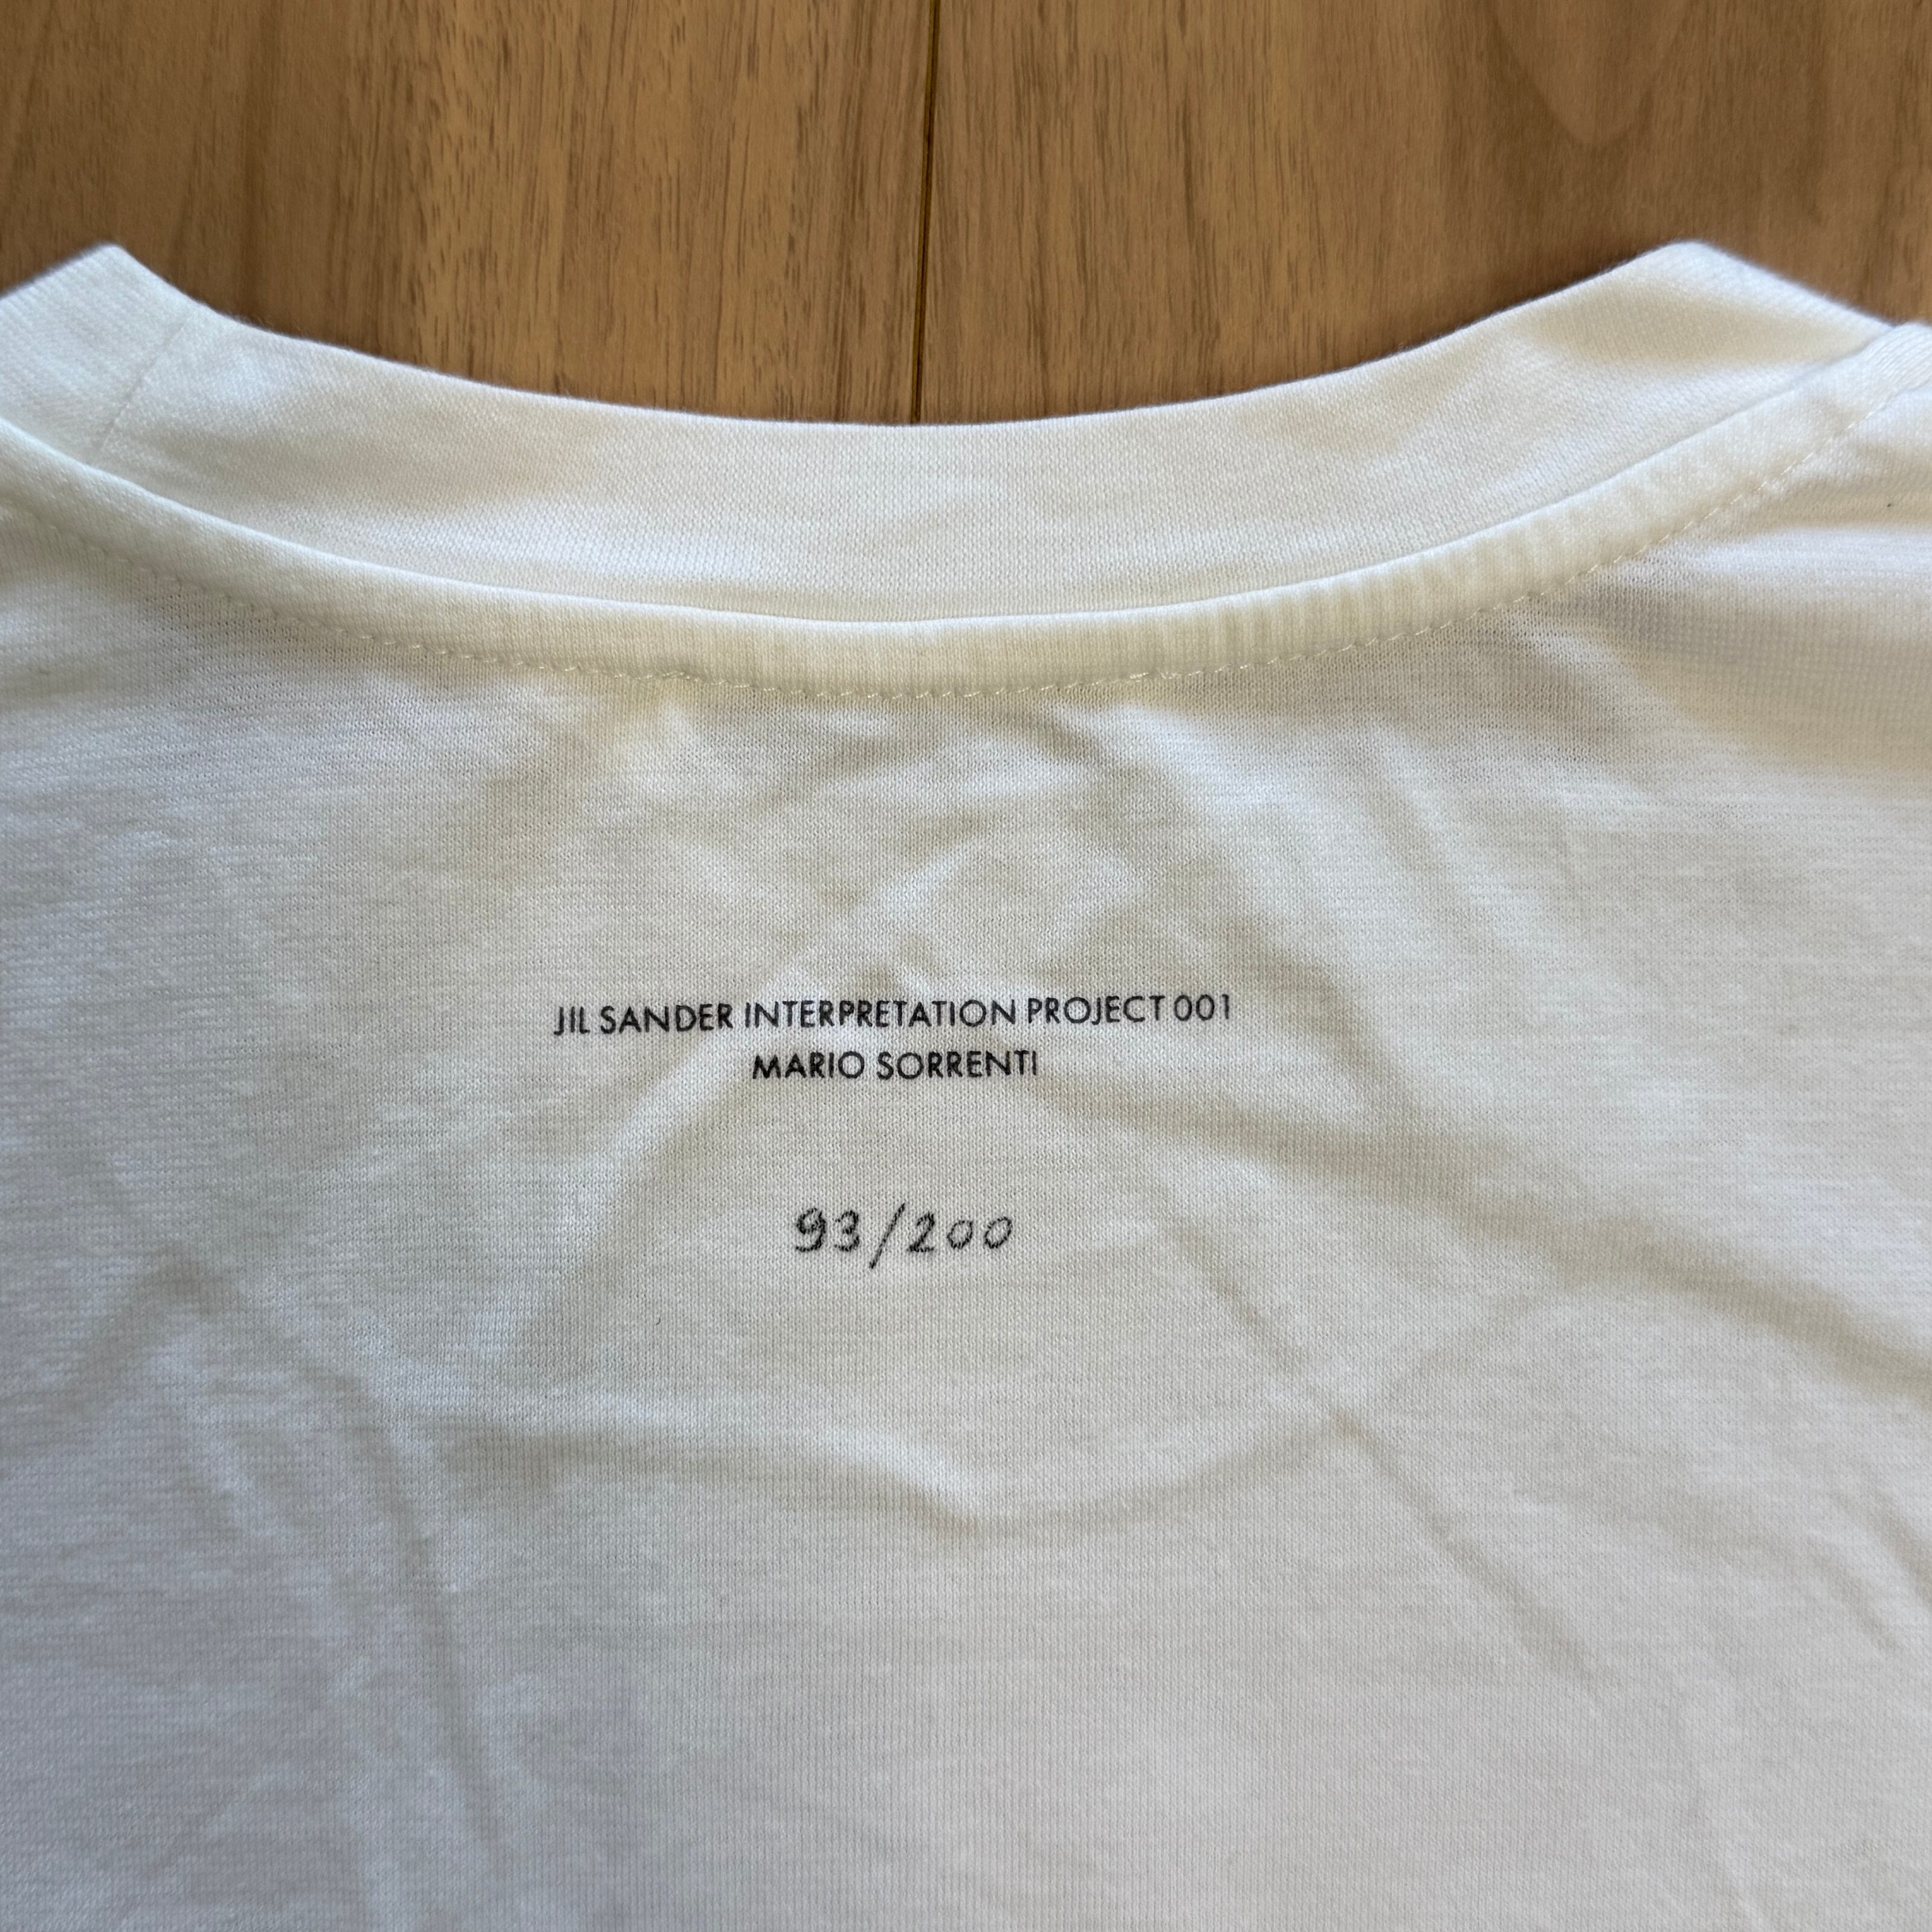 JIL SANDER INTERPRETATION PROJECT 001
MARIO SORRENTI
93/200